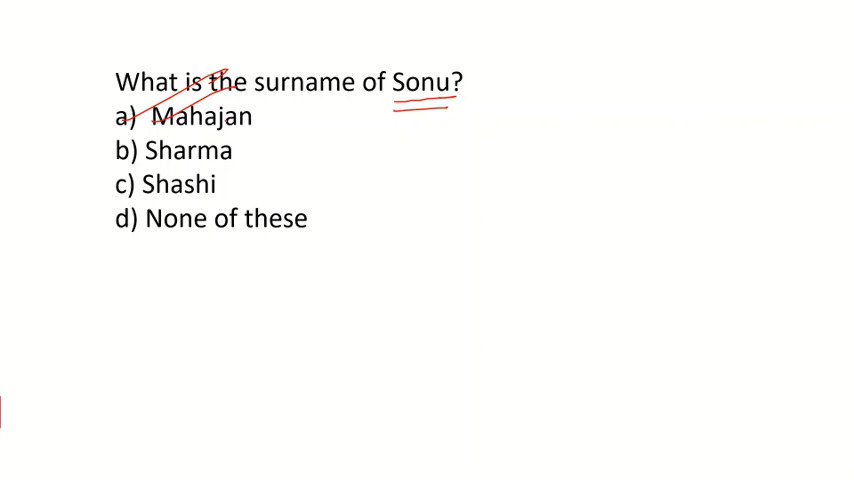 What is the surname of Sonu?
a) Mahajan
b) Sharma
c) Shashi
d) None of these